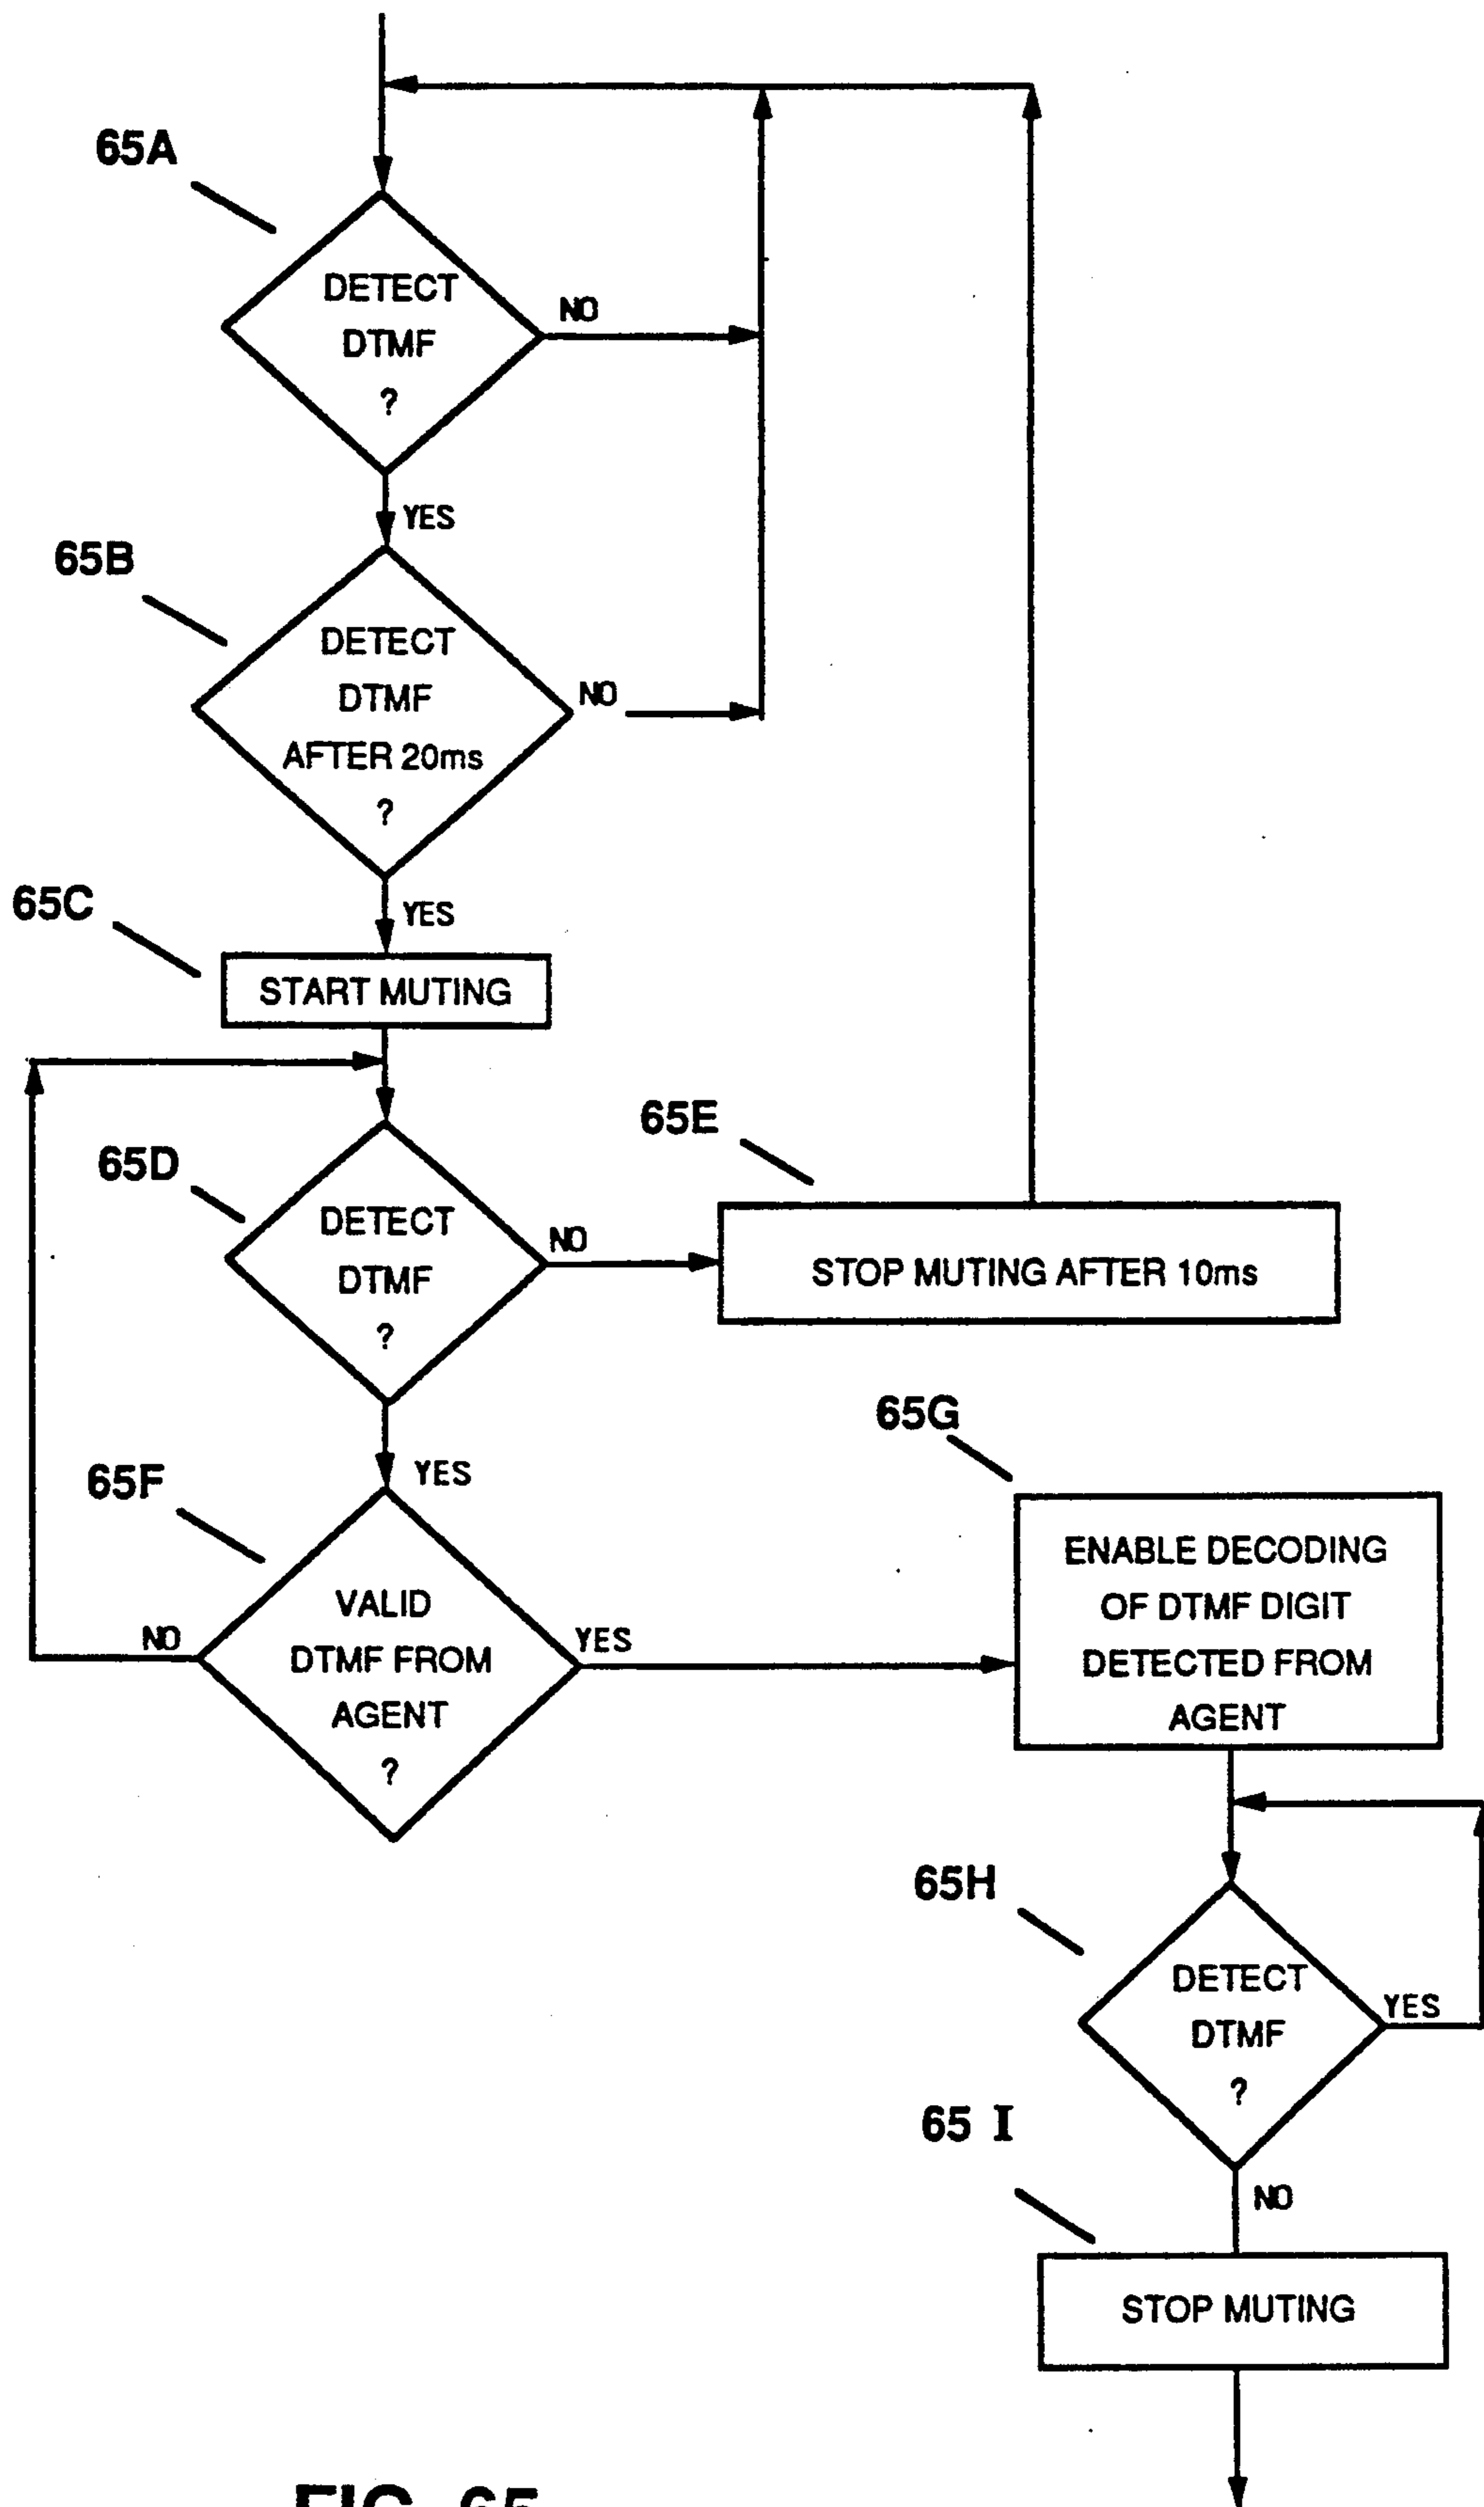 65A
DETECT
DTMF
?
NO
YES
65B
DETECT
DTMF
AFTER 20ms
?
NO
YES
65C
START MUTING
65D
DETECT
DTMF
?
NO
65E
STOP MUTING AFTER 10ms
YES
65F
VALID
DTMF FROM
AGENT
?
NO
YES
65G
ENABLE DECODING
OF DTMF DIGIT
DETECTED FROM
AGENT
65H
DETECT
DTMF
?
YES
NO
65 I
STOP MUTING
FIG. 65